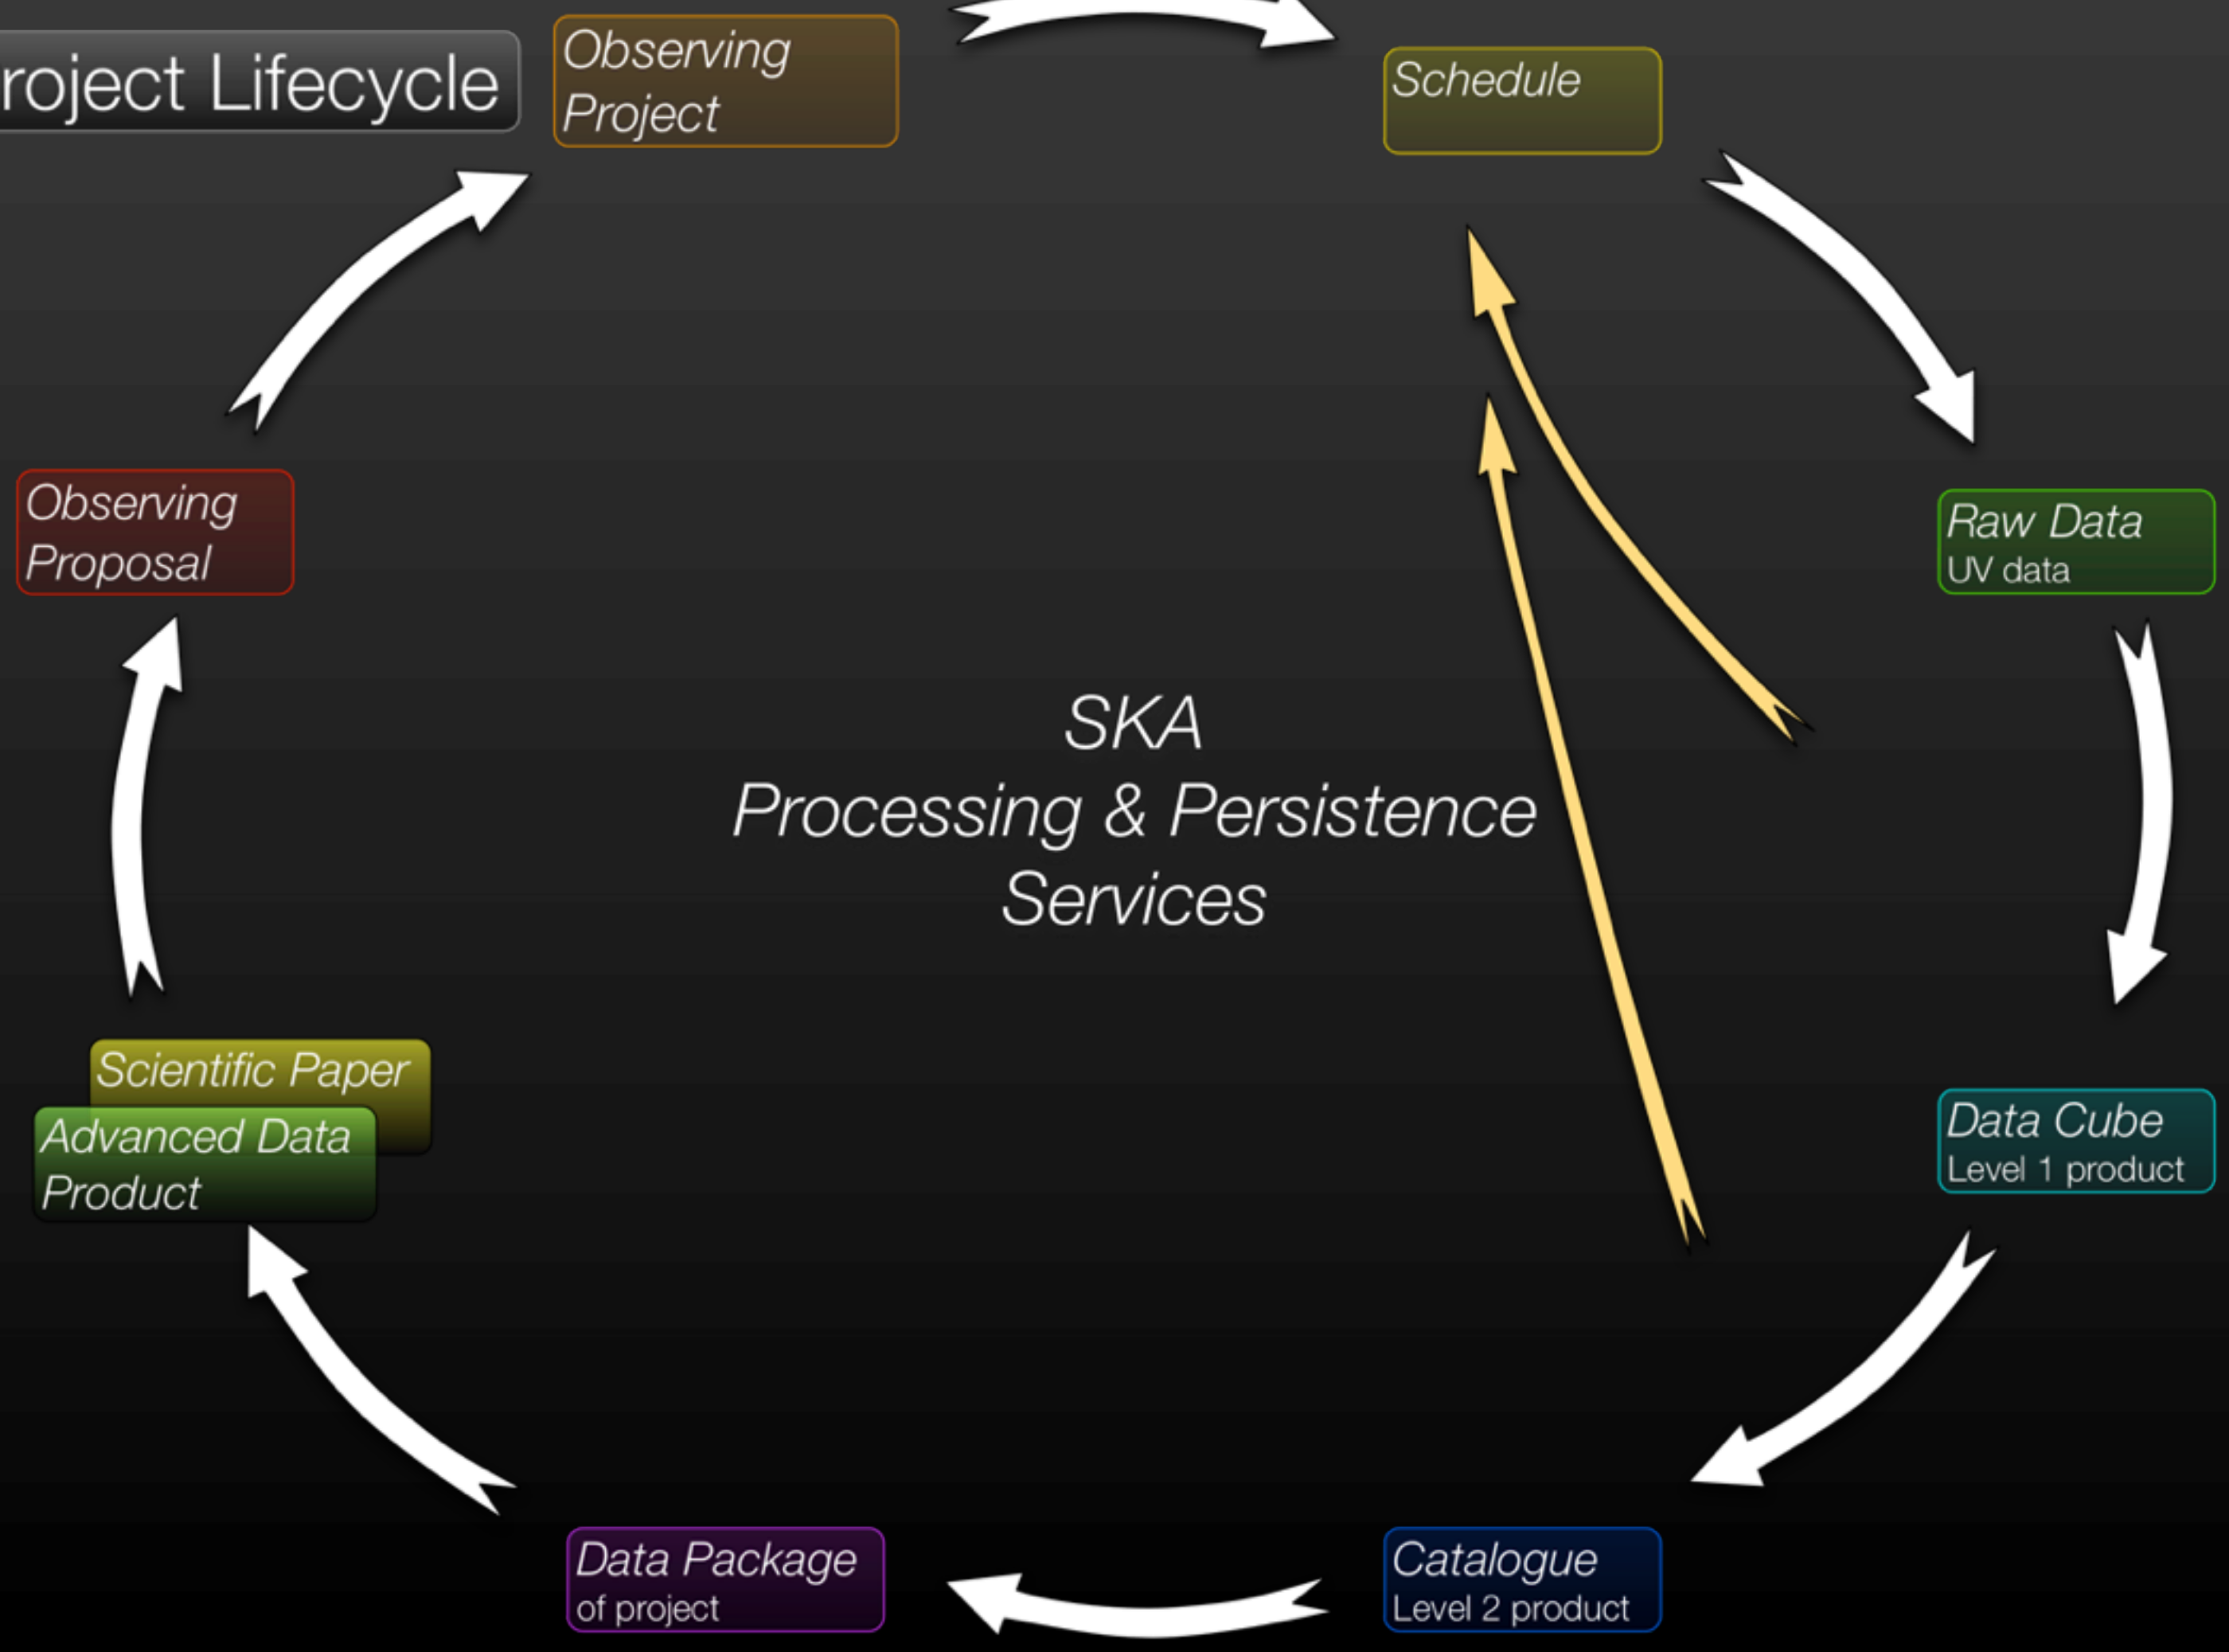 roject Lifecycle
Observing
Project
Schedule
Observing
Proposal
Raw Data
UV data
SKA
Processing & Persistence
Services
Scientific Paper
Advanced Data
Product
Data Cube
Level 1 product
Data Package
of project
Catalogue
Level 2 product